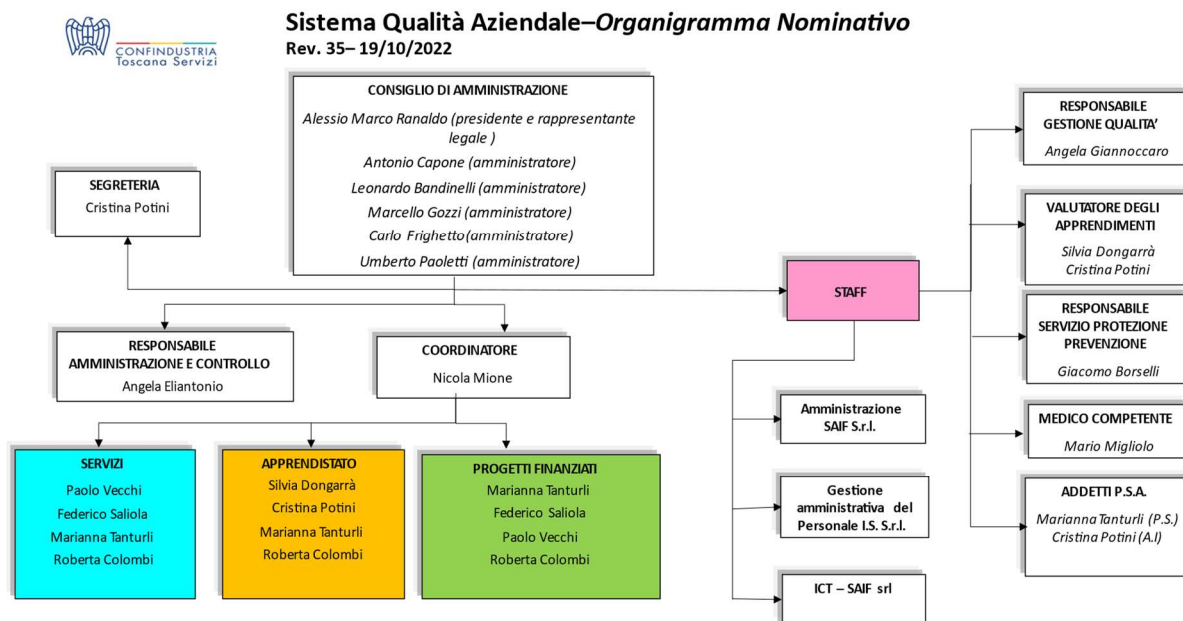 CONFINDUSTRIA
Toscana Servizi
Sistema Qualità Aziendale–Organigramma Nominativo
Rev. 35– 19/10/2022
CONSIGLIO DI AMMINISTRAZIONE
Alessio Marco Ranaldo (presidente e rappresentante
legale )
Antonio Capone (amministratore)
Leonardo Bandinelli (amministratore)
Marcello Gozzi (amministratore)
Carlo Frighetto (amministratore)
Umberto Paoletti (amministratore)
SEGRETERIA
Cristina Potini
STAFF
RESPONSABILE
AMMINISTRAZIONE E CONTROLLO
Angela Eliantonio
COORDINATORE
Nicola Mione
SERVIZI
Paolo Vecchi
Federico Saliola
Marianna Tanturli
Roberta Colombi
APPRENDISTATO
Silvia Dongarrà
Cristina Potini
Marianna Tanturli
Roberta Colombi
PROGETTI FINANZIATI
Marianna Tanturli
Federico Saliola
Paolo Vecchi
Roberta Colombi
Amministrazione
SAIF S.r.l.
Gestione
amministrativa del
Personale I.S. S.r.l.
ICT – SAIF srl
RESPONSABILE
GESTIONE QUALITA’
Angela Giannoccaro
VALUTATORE DEGLI
APPRENDIMENTI
Silvia Dongarrà
Cristina Potini
RESPONSABILE
SERVIZIO PROTEZIONE
PREVENZIONE
Giacomo Borselli
MEDICO COMPETENTE
Mario Migliolo
ADDETTI P.S.A.
Marianna Tanturli (P.S.)
Cristina Potini (A.I)